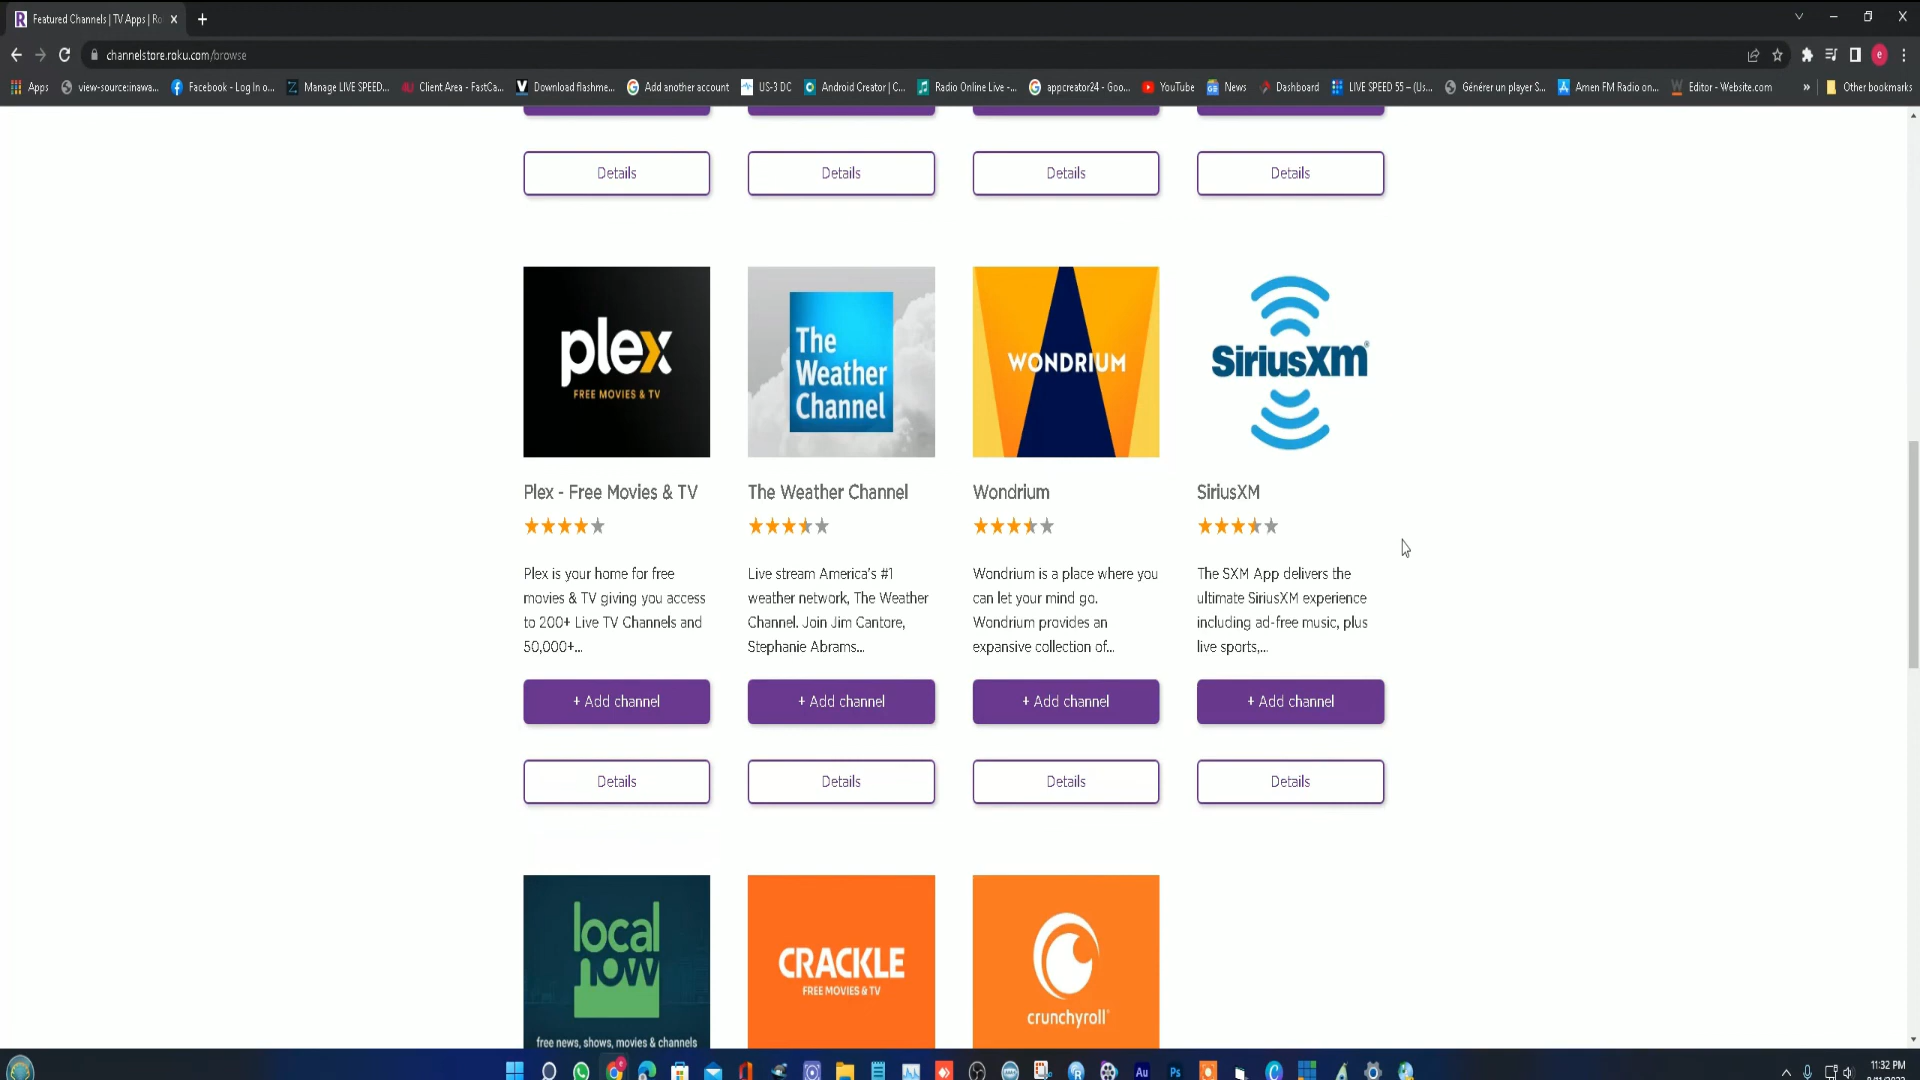 Featured Channels | TV Apps | Ro
channelstore.roku.com/browse
Apps view-source:inawa... Facebook - Log In o... Manage LIVE SPEED... Client Area - FastCa... Download flashme... Add another account US-3 DC Android Creator | C... Radio Online Live -... appcreator24 - Goo... YouTube News Dashboard LIVE SPEED 55 – (Us... Générer un player S... Amen FM Radio on... Editor - Website.com » Other bookmarks
Details Details Details Details
plex
FREE MOVIES & TV
The
Weather
Channel
WONDRIUM
SiriusXM
Plex - Free Movies & TV The Weather Channel Wondrium SiriusXM
Plex is your home for free
movies & TV giving you access
to 200+ Live TV Channels and
50,000+...
Live stream America's #1
weather network, The Weather
Channel. Join Jim Cantore,
Stephanie Abrams...
Wondrium is a place where you
can let your mind go.
Wondrium provides an
expansive collection of...
The SXM App delivers the
ultimate SiriusXM experience
including ad-free music, plus
live sports,...
+ Add channel + Add channel + Add channel + Add channel
Details Details Details Details
local
now
free news, shows, movies & channels
CRACKLE
FREE MOVIES & TV
crunchyroll
Au Ps
11:32 PM